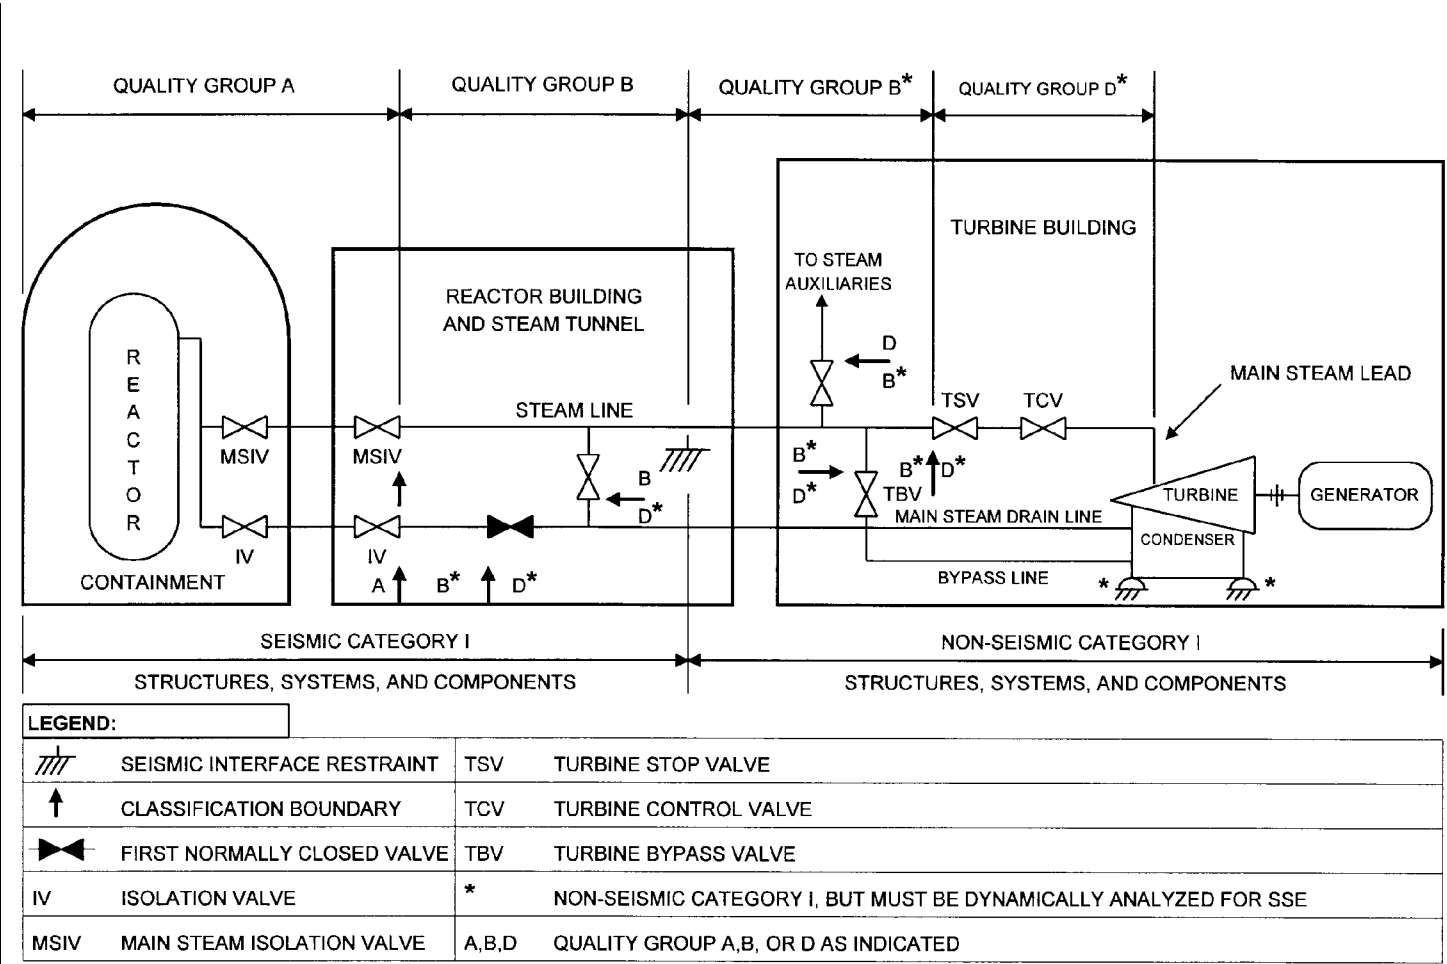 QUALITY GROUP A
QUALITY GROUP B
QUALITY GROUP B*
QUALITY GROUP D*
TURBINE BUILDING
TO STEAM
AUXILIARIES
REACTOR BUILDING
AND STEAM TUNNEL
REACTOR
D
B*
MAIN STEAM LEAD
STEAM LINE
TSV
TCV
MSIV
MSIV
B
D*
B*
D*
TBV
B*
D*
TURBINE
GENERATOR
MAIN STEAM DRAIN LINE
CONDENSER
IV
IV
CONTAINMENT
A
B*
D*
BYPASS LINE
*
*
SEISMIC CATEGORY I
STRUCTURES, SYSTEMS, AND COMPONENTS
NON-SEISMIC CATEGORY I
STRUCTURES, SYSTEMS, AND COMPONENTS
LEGEND:
SEISMIC INTERFACE RESTRAINT
TSV TURBINE STOP VALVE
CLASSIFICATION BOUNDARY
TCV TURBINE CONTROL VALVE
FIRST NORMALLY CLOSED VALVE
TBV TURBINE BYPASS VALVE
IV ISOLATION VALVE
* NON-SEISMIC CATEGORY I, BUT MUST BE DYNAMICALLY ANALYZED FOR SSE
MSIV MAIN STEAM ISOLATION VALVE
A,B,D QUALITY GROUP A,B, OR D AS INDICATED